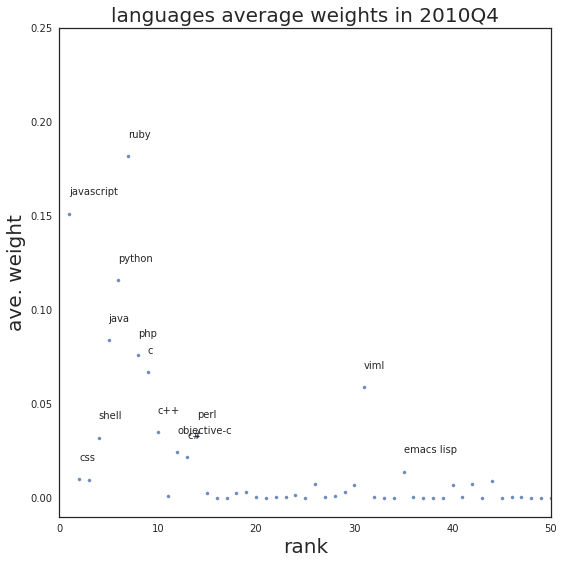 languages average weights in 2010Q4
0.25
0.20
ruby
javascript
0.15
python
java
0.10
php
c
viml
0.05
c++
perl
shell
objective-c
c#
emacs lisp
css
0.00
0
10
20
30
40
50
rank
ave. weight